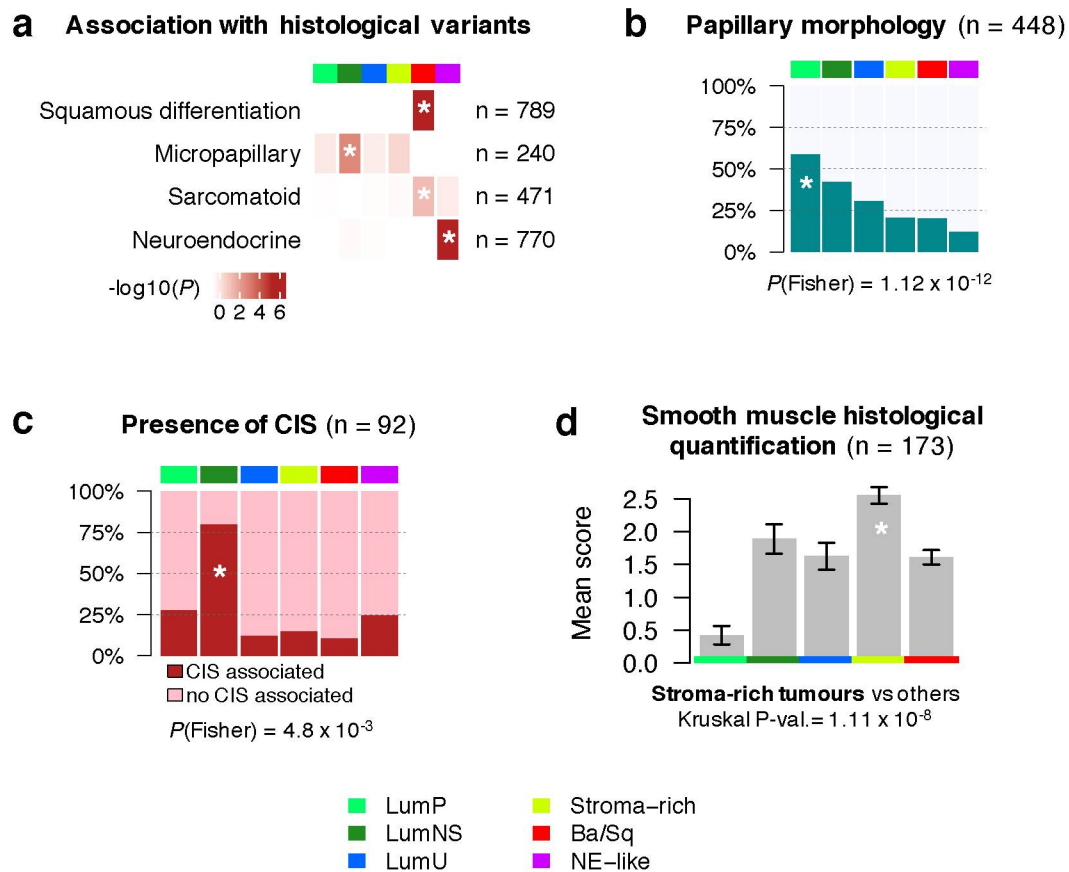 a Association with histological variants
Squamous differentiation * n = 789
Micropapillary * n = 240
Sarcomatoid * n = 471
Neuroendocrine * n = 770
-log10(P)
0 2 4 6
b Papillary morphology (n = 448)
100%
75%
50%
*
25%
0%
P(Fisher) = 1.12 x 10-12
c Presence of CIS (n = 92)
100%
75%
50%
*
25%
0%
CIS associated
no CIS associated
P(Fisher) = 4.8 x 10-3
d Smooth muscle histological
quantification (n = 173)
Mean score
2.5
2.0
*
1.5
1.0
0.5
0.0
Stroma-rich tumours vs others
Kruskal P-val.= 1.11 x 10-8
LumP
LumNS
LumU
Stroma−rich
Ba/Sq
NE−like